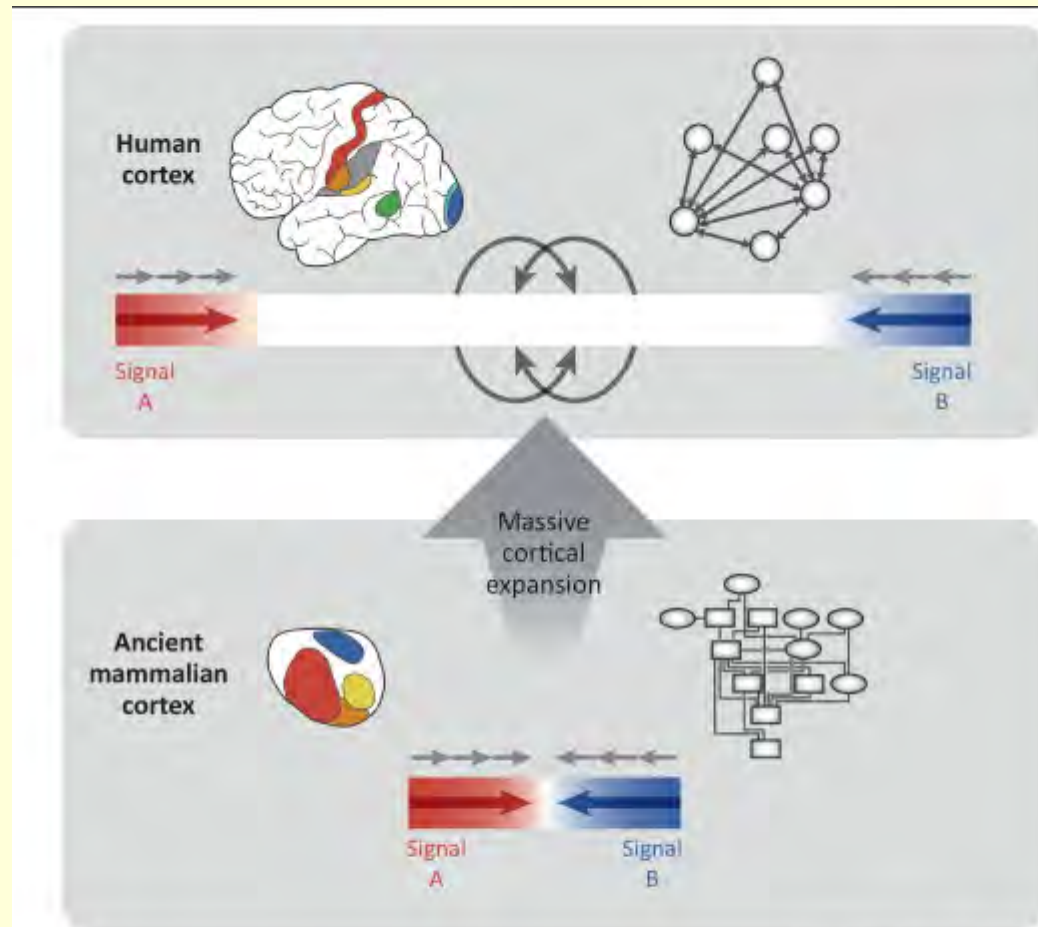 Human
cortex
Signal
A
Signal
B
Massive
cortical
expansion
Ancient
mammalian
cortex
Signal
A
Signal
B